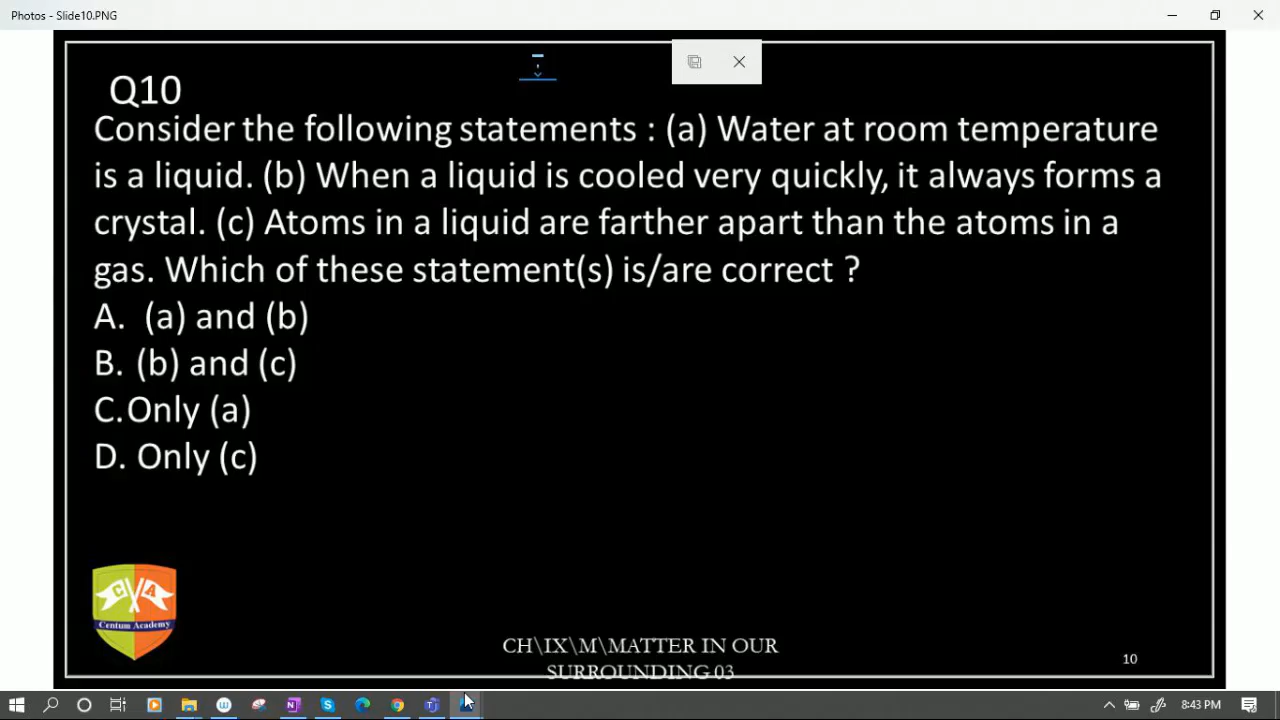 Photos - Slide10.PNG
Q10
Consider the following statements : (a) Water at room temperature
is a liquid. (b) When a liquid is cooled very quickly, it always forms a
crystal. (c) Atoms in a liquid are farther apart than the atoms in a
gas. Which of these statement(s) is/are correct ?
A. (a) and (b)
B. (b) and (c)
C.Only (a)
D. Only (c)
C A
Centum Academy
CH\IX\M\MATTER IN OUR
SURROUNDING 03
10
8:43 PM